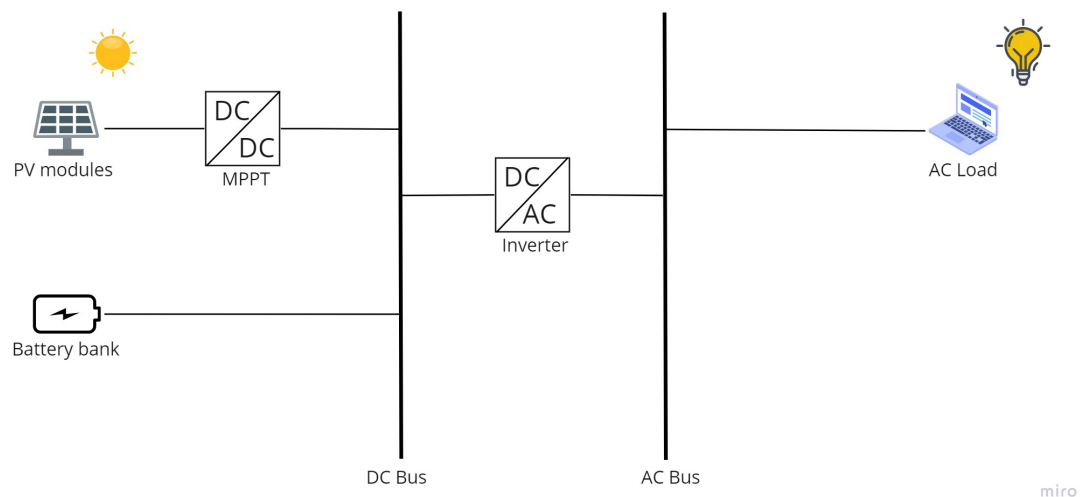 DC
DC
PV modules
MPPT
DC
AC
Inverter
AC Load
Battery bank
DC Bus
AC Bus
miro